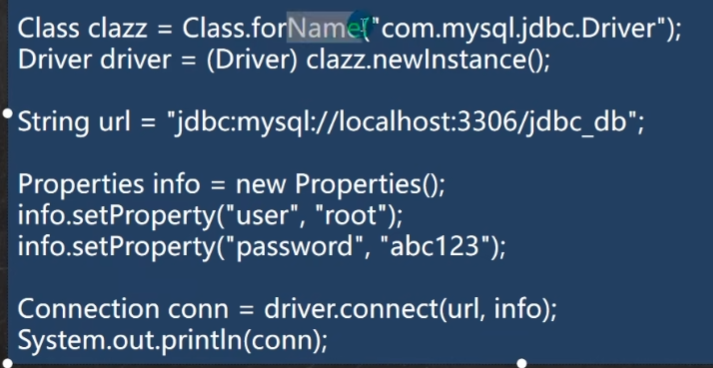 Class clazz = Class.forName("com.mysql.jdbc.Driver");
Driver driver = (Driver) clazz.newInstance();
String url = "jdbc:mysql://localhost:3306/jdbc_db";
Properties info = new Properties();
info.setProperty("user", "root");
info.setProperty("password", "abc123");
Connection conn = driver.connect(url, info);
System.out.println(conn);